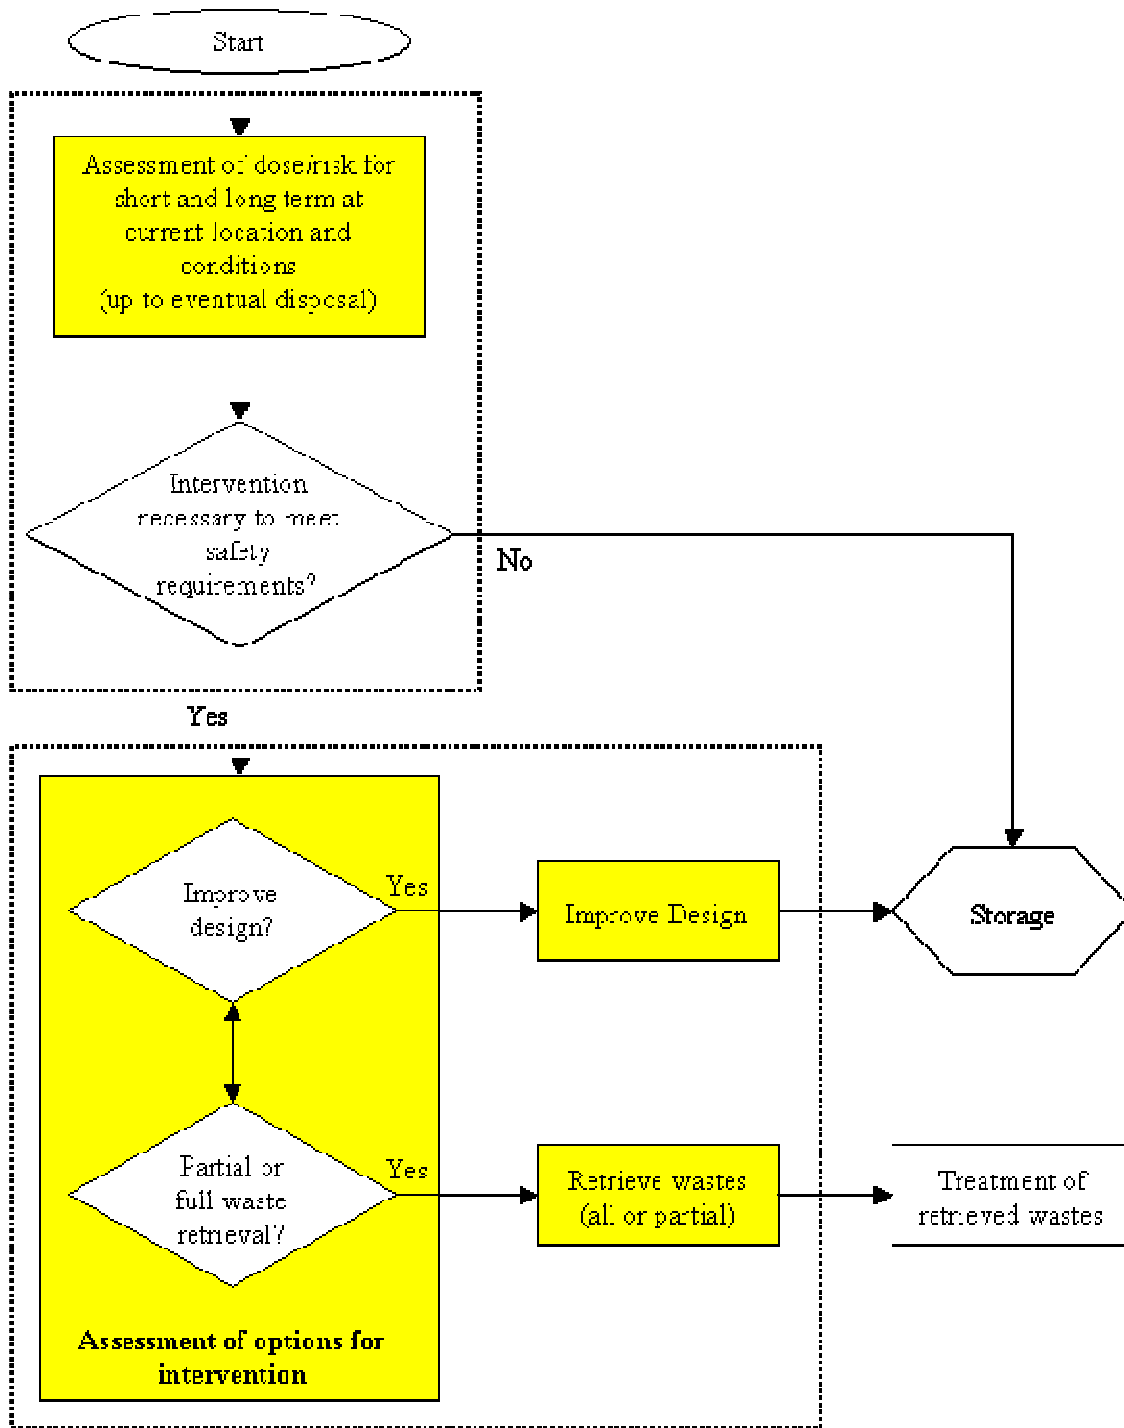 Start
Assessment of dose/risk for
short and long term at
current location and
conditions
(up to eventual disposal)
Intervention
necessary to meet
safety
requirements?
No
Yes
Improve
design?
Yes
Improve Design
Storage
Partial or
full waste
retrieval?
Yes
Retrieve wastes
(all or partial)
Treatment of
retrieved wastes
Assessment of options for
intervention